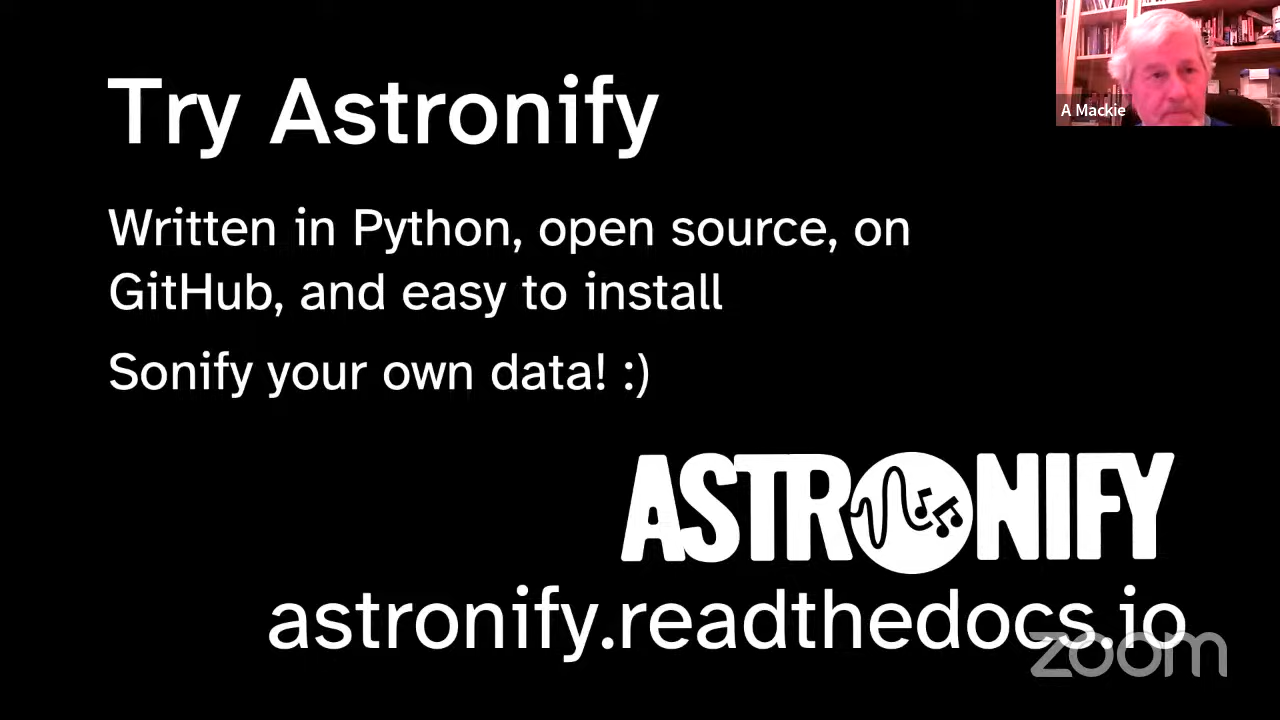 Try Astronify
A Mackie
Written in Python, open source, on
GitHub, and easy to install
Sonify your own data! :)
ASTRONIFY
astronify.readthedocs.io
zoom